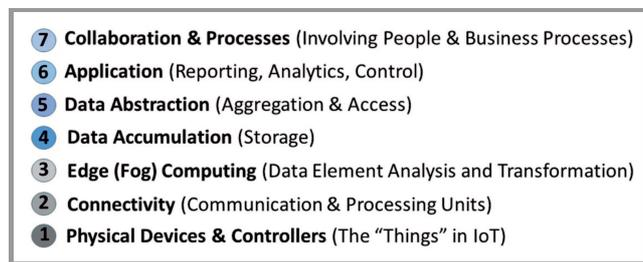 7 Collaboration & Processes (Involving People & Business Processes)
6 Application (Reporting, Analytics, Control)
5 Data Abstraction (Aggregation & Access)
4 Data Accumulation (Storage)
3 Edge (Fog) Computing (Data Element Analysis and Transformation)
2 Connectivity (Communication & Processing Units)
1 Physical Devices & Controllers (The “Things” in IoT)